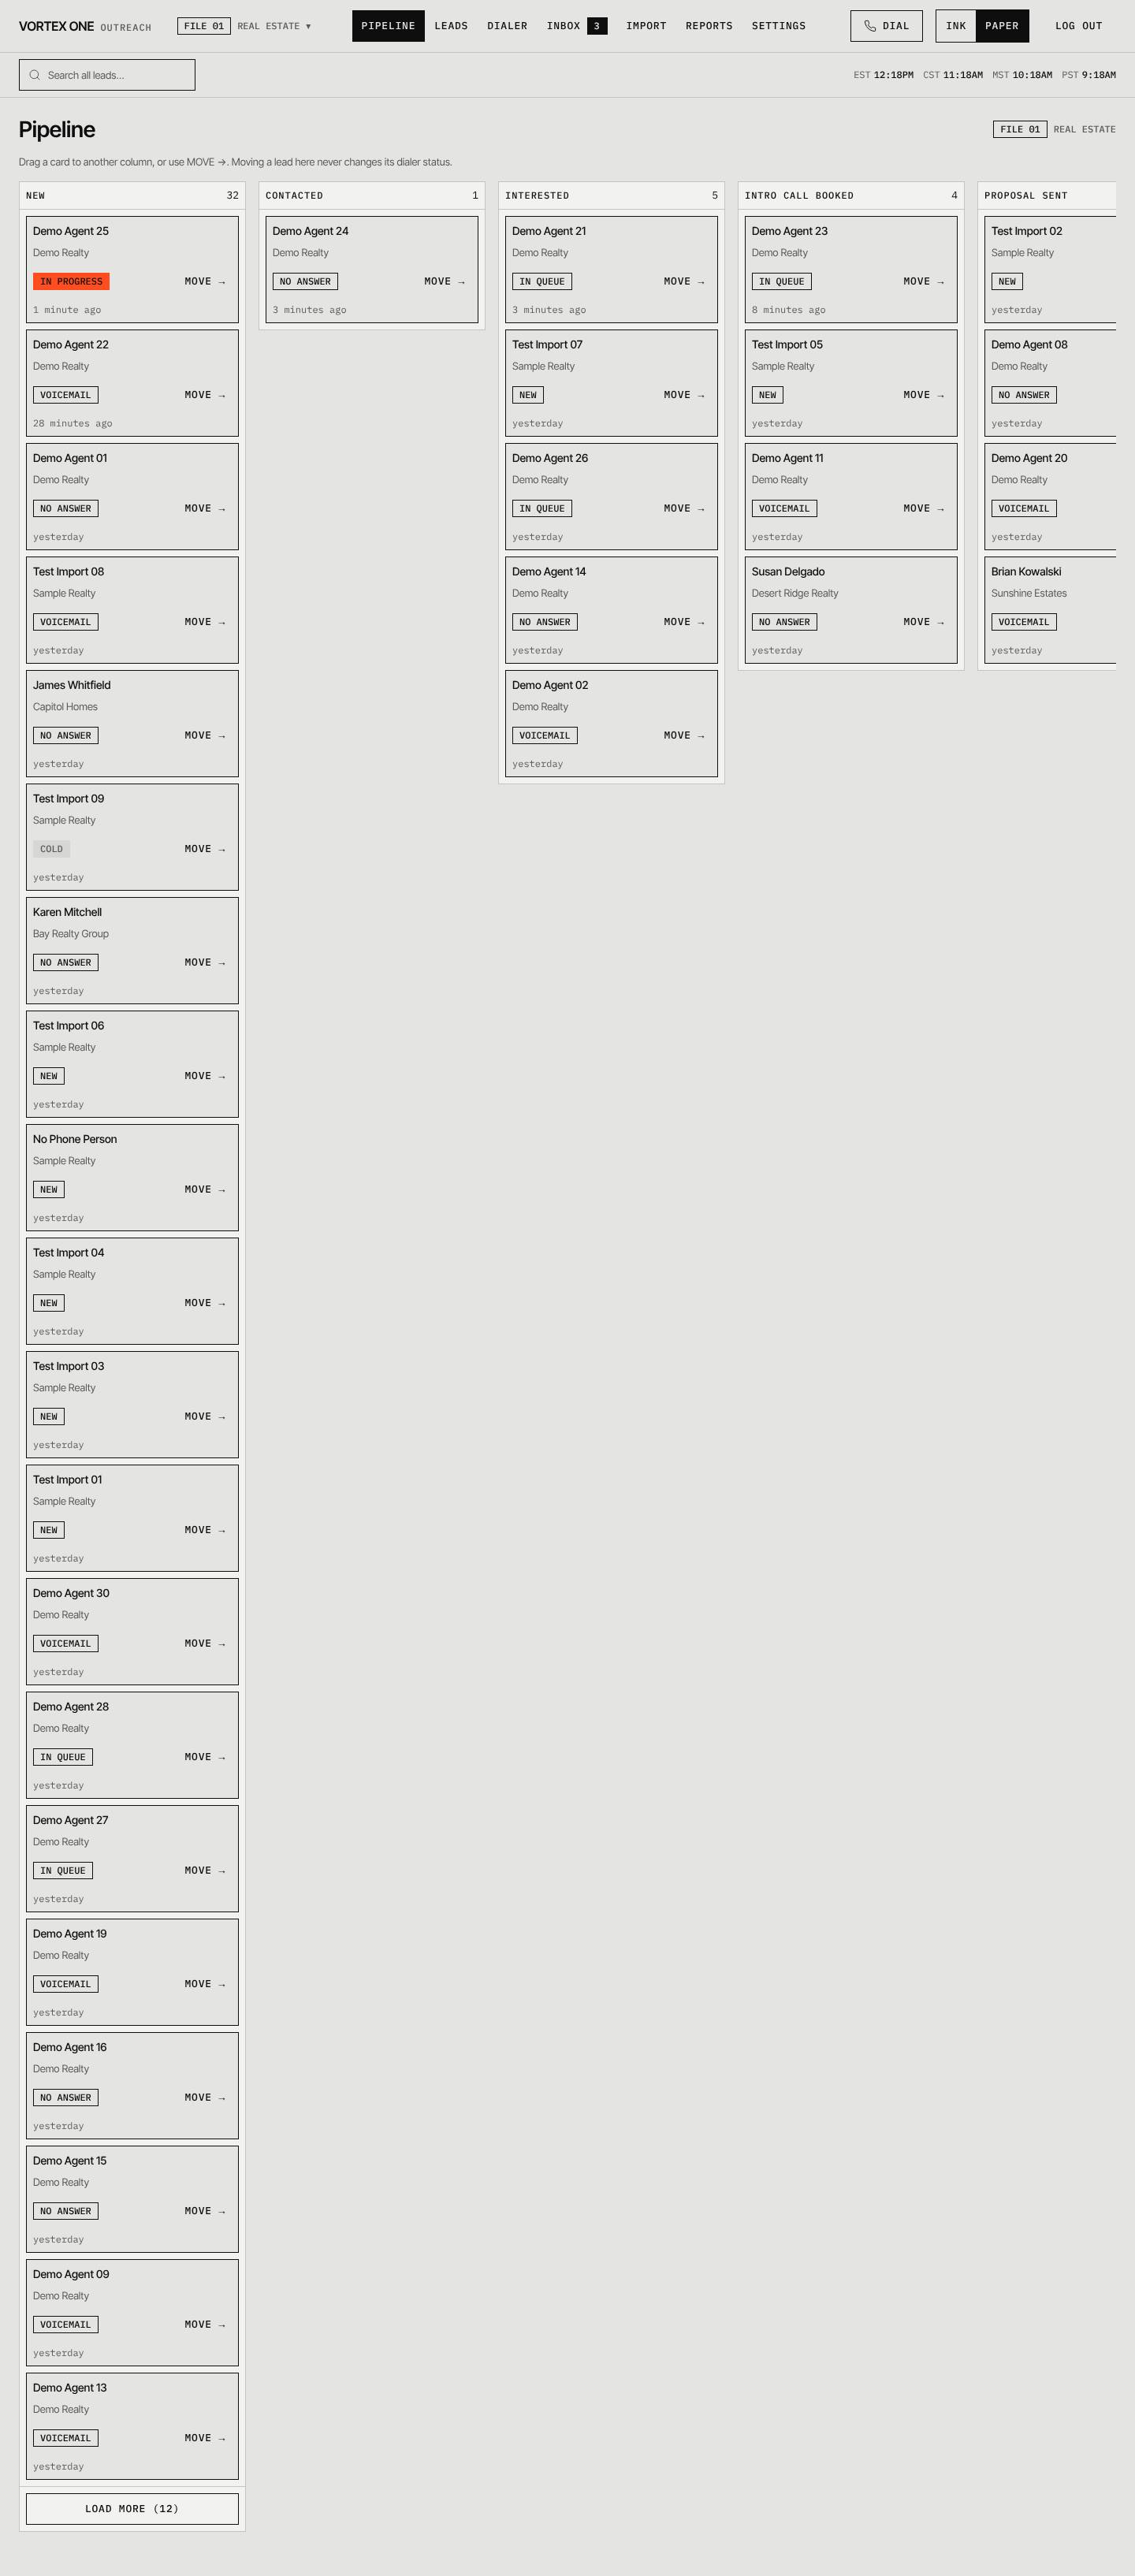 VORTEX ONE OUTREACH FILE 01 REAL ESTATE ▾ PIPELINE LEADS DIALER INBOX 3 IMPORT REPORTS SETTINGS DIAL INK PAPER LOG OUT
Search all leads... EST 12:18PM CST 11:18AM MST 10:18AM PST 9:18AM
Pipeline FILE 01 REAL ESTATE
Drag a card to another column, or use MOVE →. Moving a lead here never changes its dialer status.
NEW 32
Demo Agent 25
Demo Realty
IN PROGRESS MOVE →
1 minute ago
Demo Agent 22
Demo Realty
VOICEMAIL MOVE →
28 minutes ago
Demo Agent 01
Demo Realty
NO ANSWER MOVE →
yesterday
Test Import 08
Sample Realty
VOICEMAIL MOVE →
yesterday
James Whitfield
Capitol Homes
NO ANSWER MOVE →
yesterday
Test Import 09
Sample Realty
COLD MOVE →
yesterday
Karen Mitchell
Bay Realty Group
NO ANSWER MOVE →
yesterday
Test Import 06
Sample Realty
NEW MOVE →
yesterday
No Phone Person
Sample Realty
NEW MOVE →
yesterday
Test Import 04
Sample Realty
NEW MOVE →
yesterday
Test Import 03
Sample Realty
NEW MOVE →
yesterday
Test Import 01
Sample Realty
NEW MOVE →
yesterday
Demo Agent 30
Demo Realty
VOICEMAIL MOVE →
yesterday
Demo Agent 28
Demo Realty
IN QUEUE MOVE →
yesterday
Demo Agent 27
Demo Realty
IN QUEUE MOVE →
yesterday
Demo Agent 19
Demo Realty
VOICEMAIL MOVE →
yesterday
Demo Agent 16
Demo Realty
NO ANSWER MOVE →
yesterday
Demo Agent 15
Demo Realty
NO ANSWER MOVE →
yesterday
Demo Agent 09
Demo Realty
VOICEMAIL MOVE →
yesterday
Demo Agent 13
Demo Realty
VOICEMAIL MOVE →
yesterday
LOAD MORE (12)
CONTACTED 1
Demo Agent 24
Demo Realty
NO ANSWER MOVE →
3 minutes ago
INTERESTED 5
Demo Agent 21
Demo Realty
IN QUEUE MOVE →
3 minutes ago
Test Import 07
Sample Realty
NEW MOVE →
yesterday
Demo Agent 26
Demo Realty
IN QUEUE MOVE →
yesterday
Demo Agent 14
Demo Realty
NO ANSWER MOVE →
yesterday
Demo Agent 02
Demo Realty
VOICEMAIL MOVE →
yesterday
INTRO CALL BOOKED 4
Demo Agent 23
Demo Realty
IN QUEUE MOVE →
8 minutes ago
Test Import 05
Sample Realty
NEW MOVE →
yesterday
Demo Agent 11
Demo Realty
VOICEMAIL MOVE →
yesterday
Susan Delgado
Desert Ridge Realty
NO ANSWER MOVE →
yesterday
PROPOSAL SENT
Test Import 02
Sample Realty
NEW
yesterday
Demo Agent 08
Demo Realty
NO ANSWER
yesterday
Demo Agent 20
Demo Realty
VOICEMAIL
yesterday
Brian Kowalski
Sunshine Estates
VOICEMAIL
yesterday